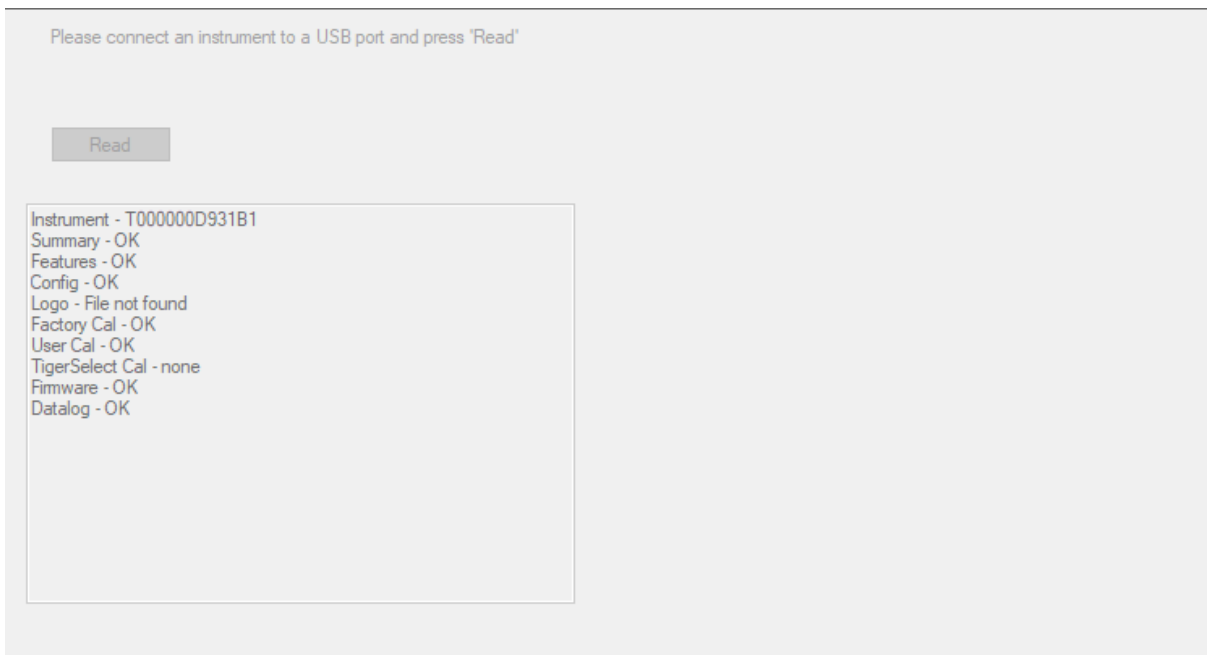 Please connect an instrument to a USB port and press 'Read'
Read
Instrument - T000000D931B1
Summary - OK
Features - OK
Config - OK
Logo - File not found
Factory Cal - OK
User Cal - OK
TigerSelect Cal - none
Firmware - OK
Datalog - OK